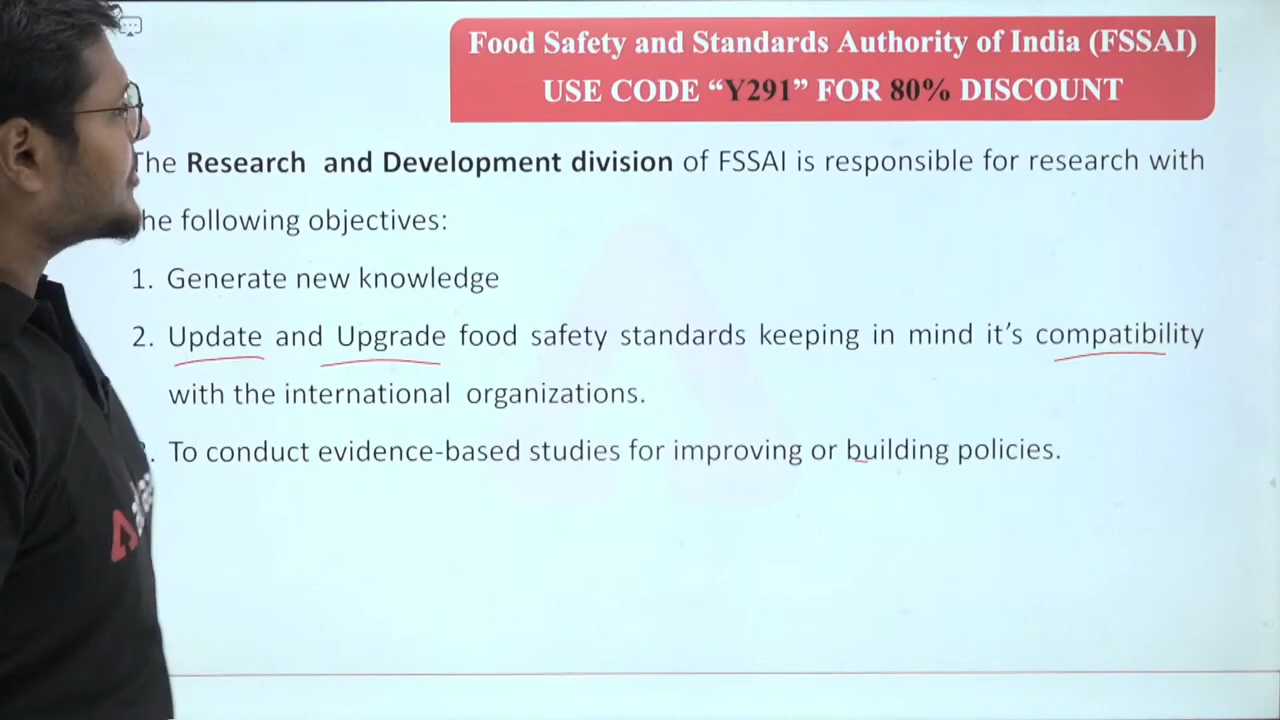 Food Safety and Standards Authority of India (FSSAI)
USE CODE “Y291” FOR 80% DISCOUNT
The Research and Development division of FSSAI is responsible for research with
he following objectives:
1. Generate new knowledge
2. Update and Upgrade food safety standards keeping in mind it’s compatibility
with the international organizations.
. To conduct evidence-based studies for improving or building policies.